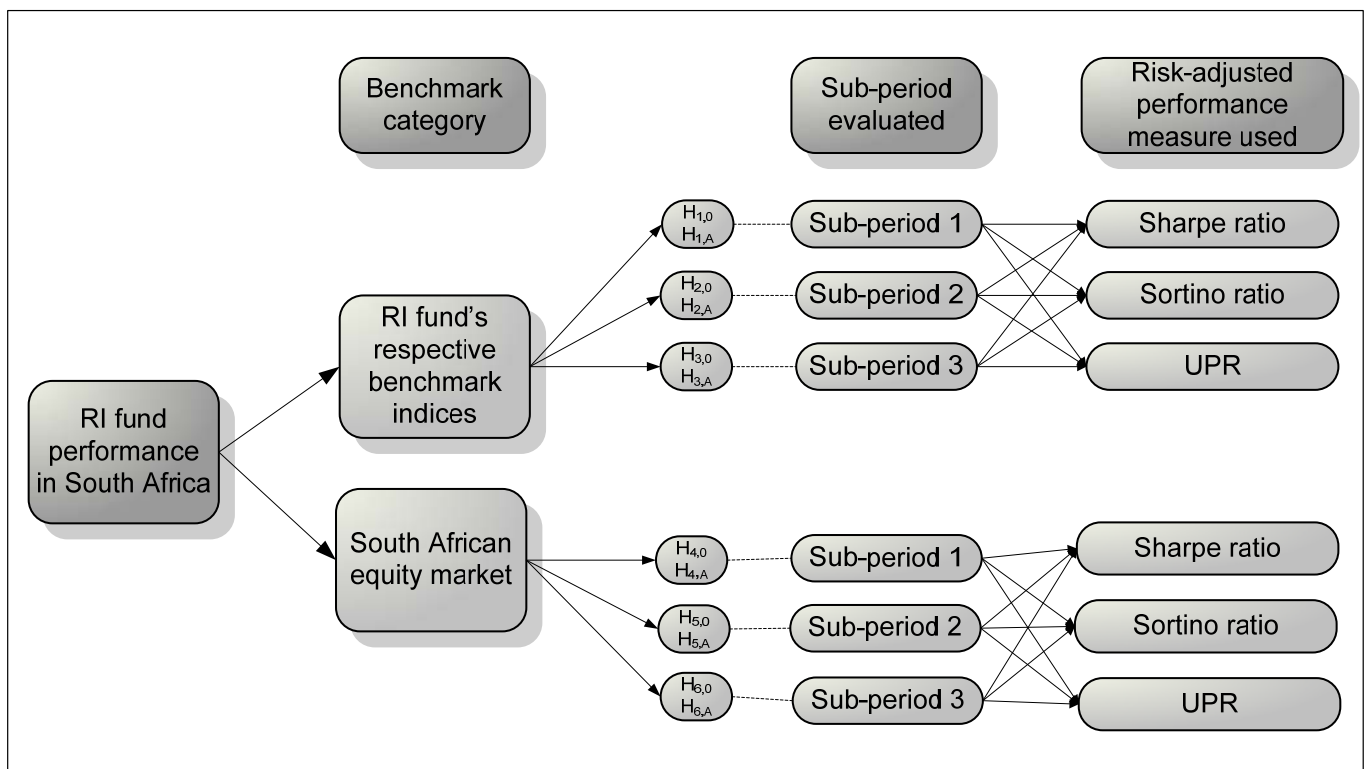 Benchmark
category
Sub-period
evaluated
Risk-adjusted
performance
measure used
H1,0
H1,A
Sub-period 1
Sharpe ratio
H2,0
H2,A
Sub-period 2
Sortino ratio
H3,0
H3,A
Sub-period 3
UPR
RI fund's
respective
benchmark
indices
RI fund
performance
in South Africa
South African
equity market
H4,0
H4,A
Sub-period 1
Sharpe ratio
H5,0
H5,A
Sub-period 2
Sortino ratio
H6,0
H6,A
Sub-period 3
UPR